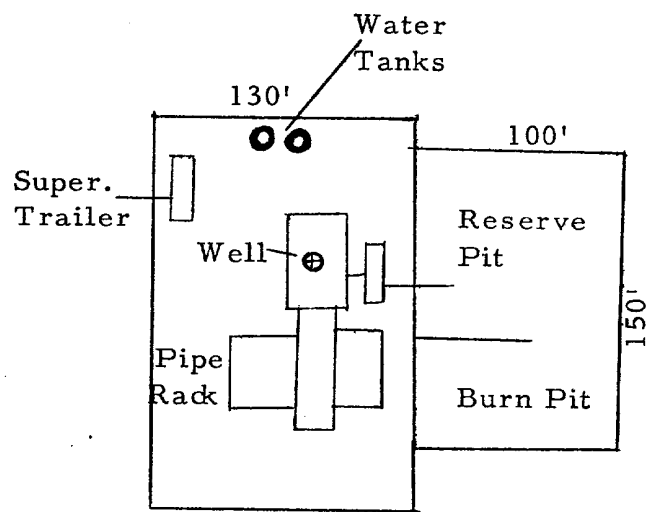 Water
Tanks
130'
100'
Super.
Trailer
Reserve
Pit
Well
150'
Pipe
Rack
Burn Pit